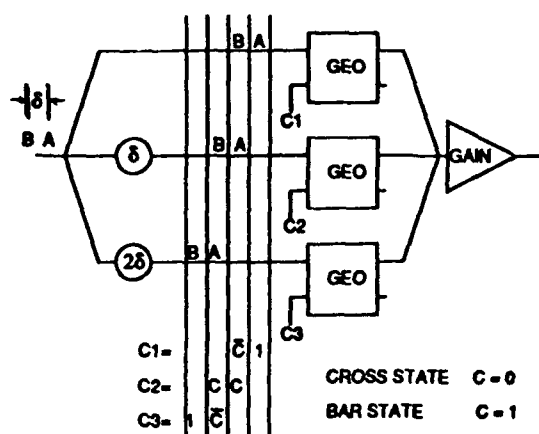 B A
GEO
δ
C1
B A
B A
δ
GEO
GAIN
C2
B A
2δ
GEO
C3
C1= C̅ 1
C2= C C
CROSS STATE C = 0
C3= 1 C̅
BAR STATE C = 1